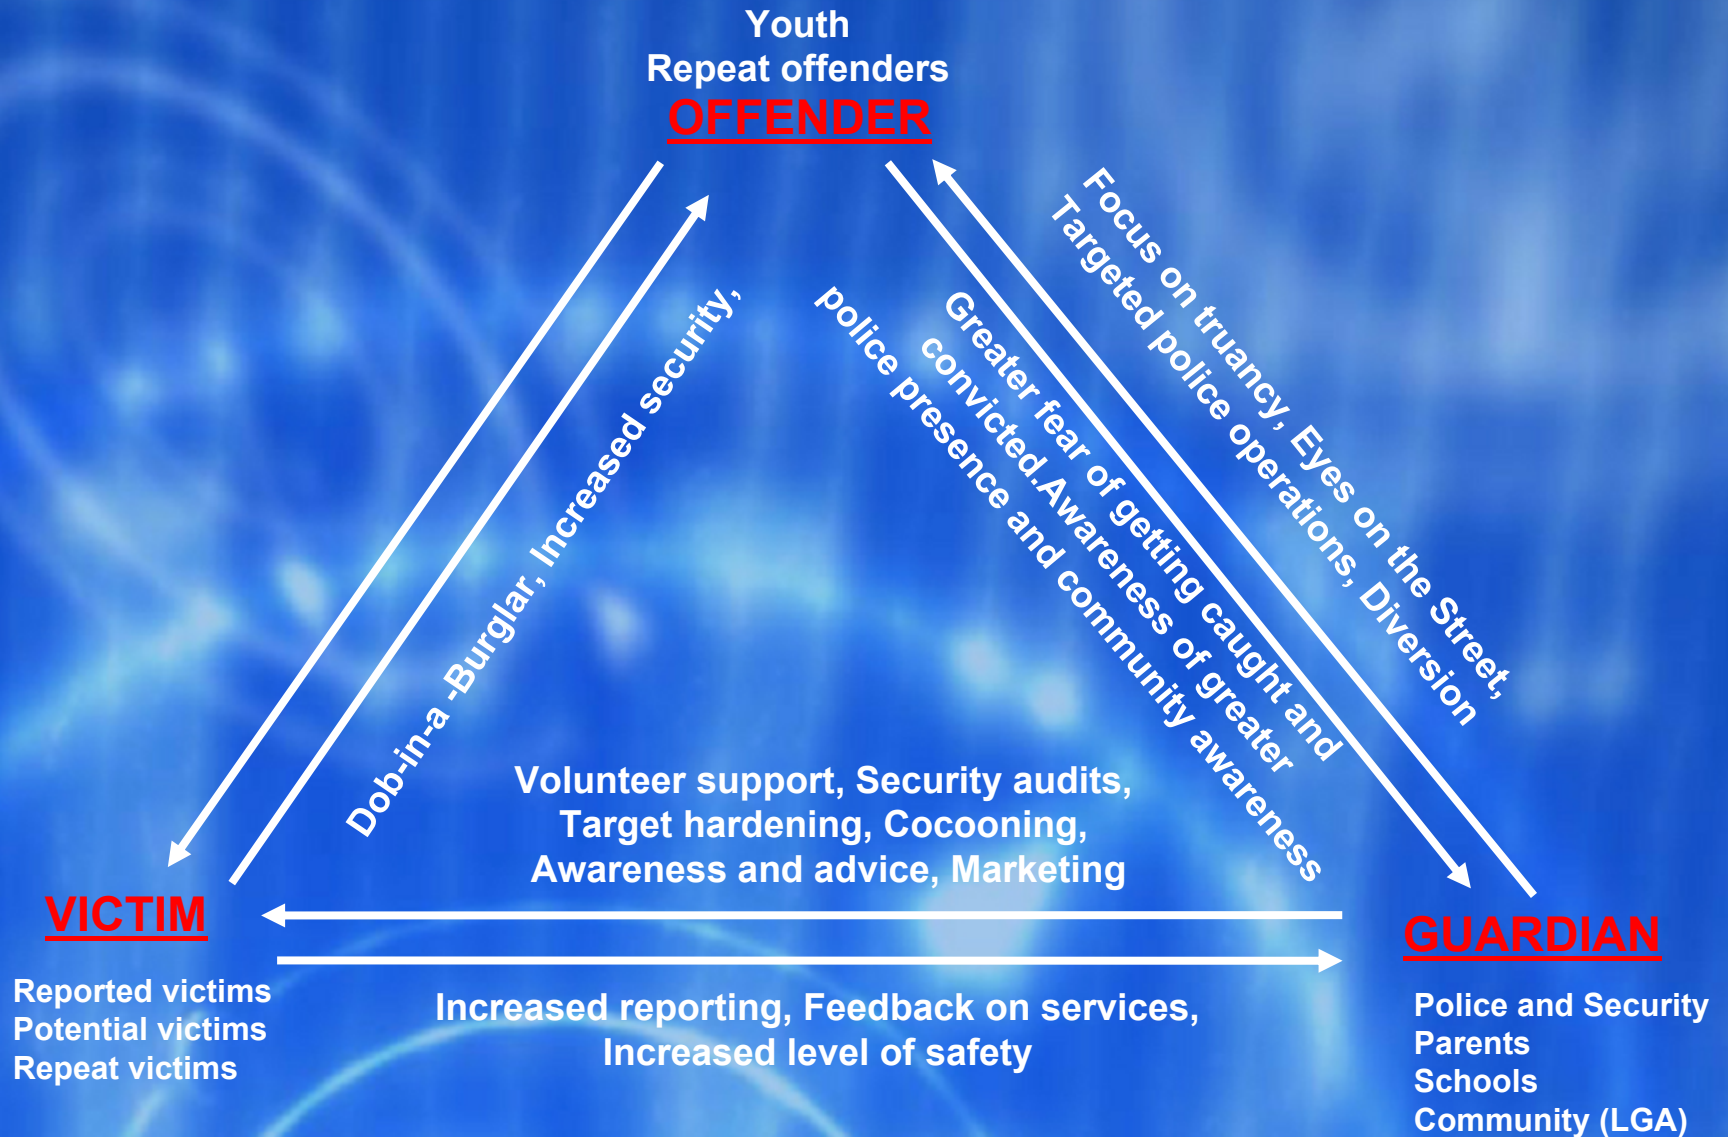 Youth
Repeat offenders
OFFENDER
Focus on truancy, Eyes on the Street,
Targeted police operations, Diversion
Greater fear of getting caught and
convicted.Awareness of greater
police presence and community awareness
Dob-in-a -Burglar, Increased security,
Volunteer support, Security audits,
Target hardening, Cocooning,
Awareness and advice, Marketing
VICTIM
Reported victims
Potential victims
Repeat victims
Increased reporting, Feedback on services,
Increased level of safety
GUARDIAN
Police and Security
Parents
Schools
Community (LGA)